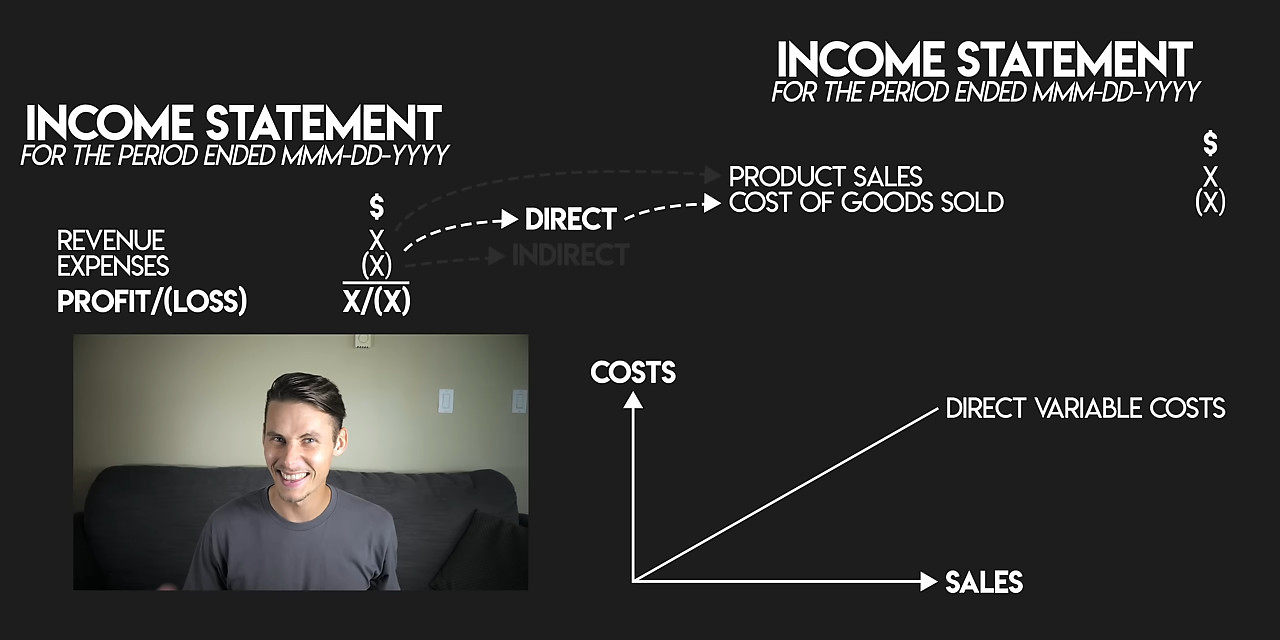 INCOME STATEMENT
FOR THE PERIOD ENDED MMM-DD-YYYY
$
REVENUE X
EXPENSES (X)
PROFIT/(LOSS) X/(X)
DIRECT
INDIRECT
INCOME STATEMENT
FOR THE PERIOD ENDED MMM-DD-YYYY
$
PRODUCT SALES X
COST OF GOODS SOLD (X)
COSTS
DIRECT VARIABLE COSTS
SALES